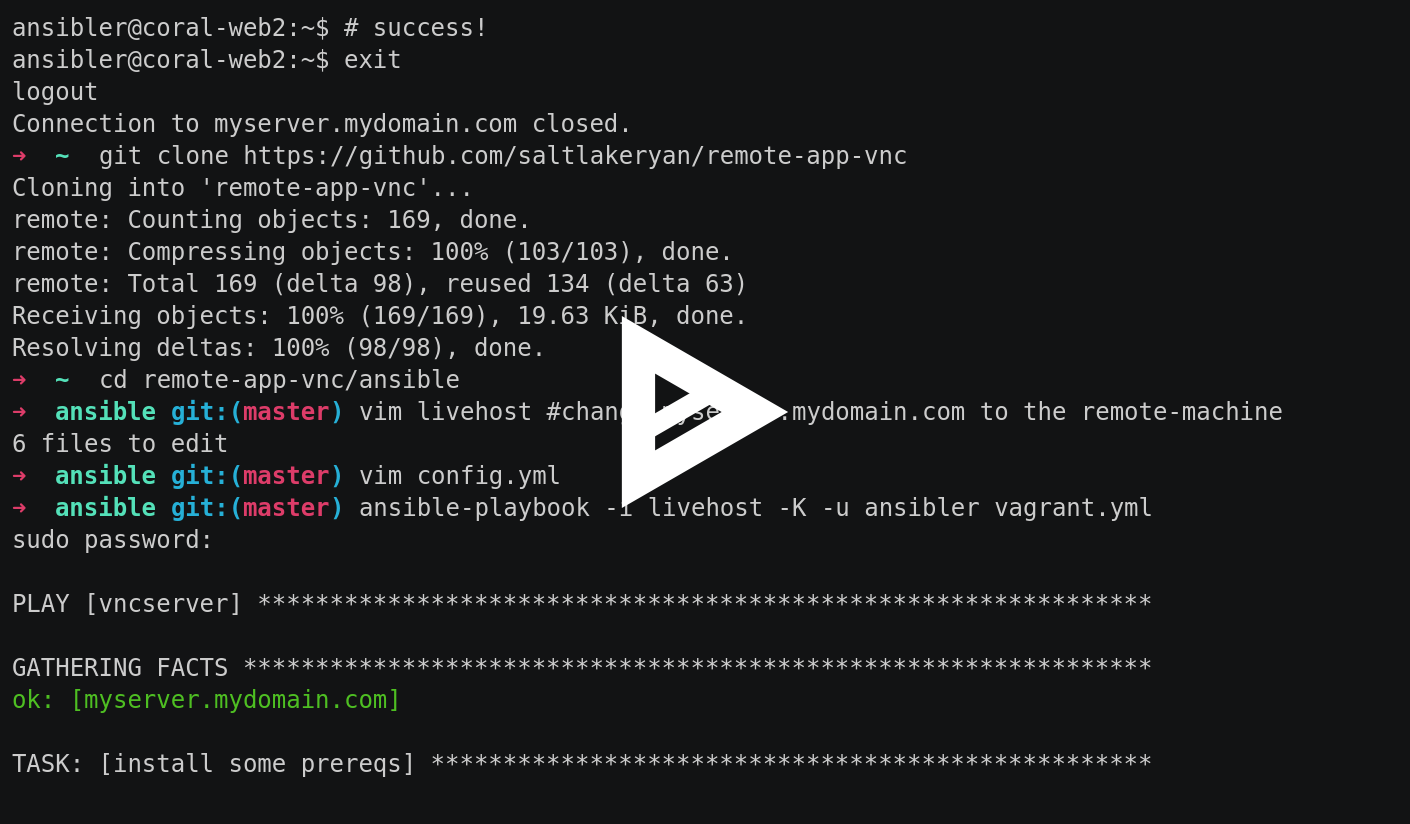 ansibler@coral-web2:~$ # success!
ansibler@coral-web2:~$ exit
logout
Connection to myserver.mydomain.com closed.
➜  ~  git clone https://github.com/saltlakeryan/remote-app-vnc
Cloning into 'remote-app-vnc'...
remote: Counting objects: 169, done.
remote: Compressing objects: 100% (103/103), done.
remote: Total 169 (delta 98), reused 134 (delta 63)
Receiving objects: 100% (169/169), 19.63 KiB, done.
Resolving deltas: 100% (98/98), done.
➜  ~  cd remote-app-vnc/ansible
➜  ansible git:(master) vim livehost #change myserver.mydomain.com to the remote-machine
6 files to edit
➜  ansible git:(master) vim config.yml
➜  ansible git:(master) ansible-playbook -i livehost -K -u ansibler vagrant.yml
sudo password:
PLAY [vncserver] **************************************************************
GATHERING FACTS ***************************************************************
ok: [myserver.mydomain.com]
TASK: [install some prereqs] **************************************************